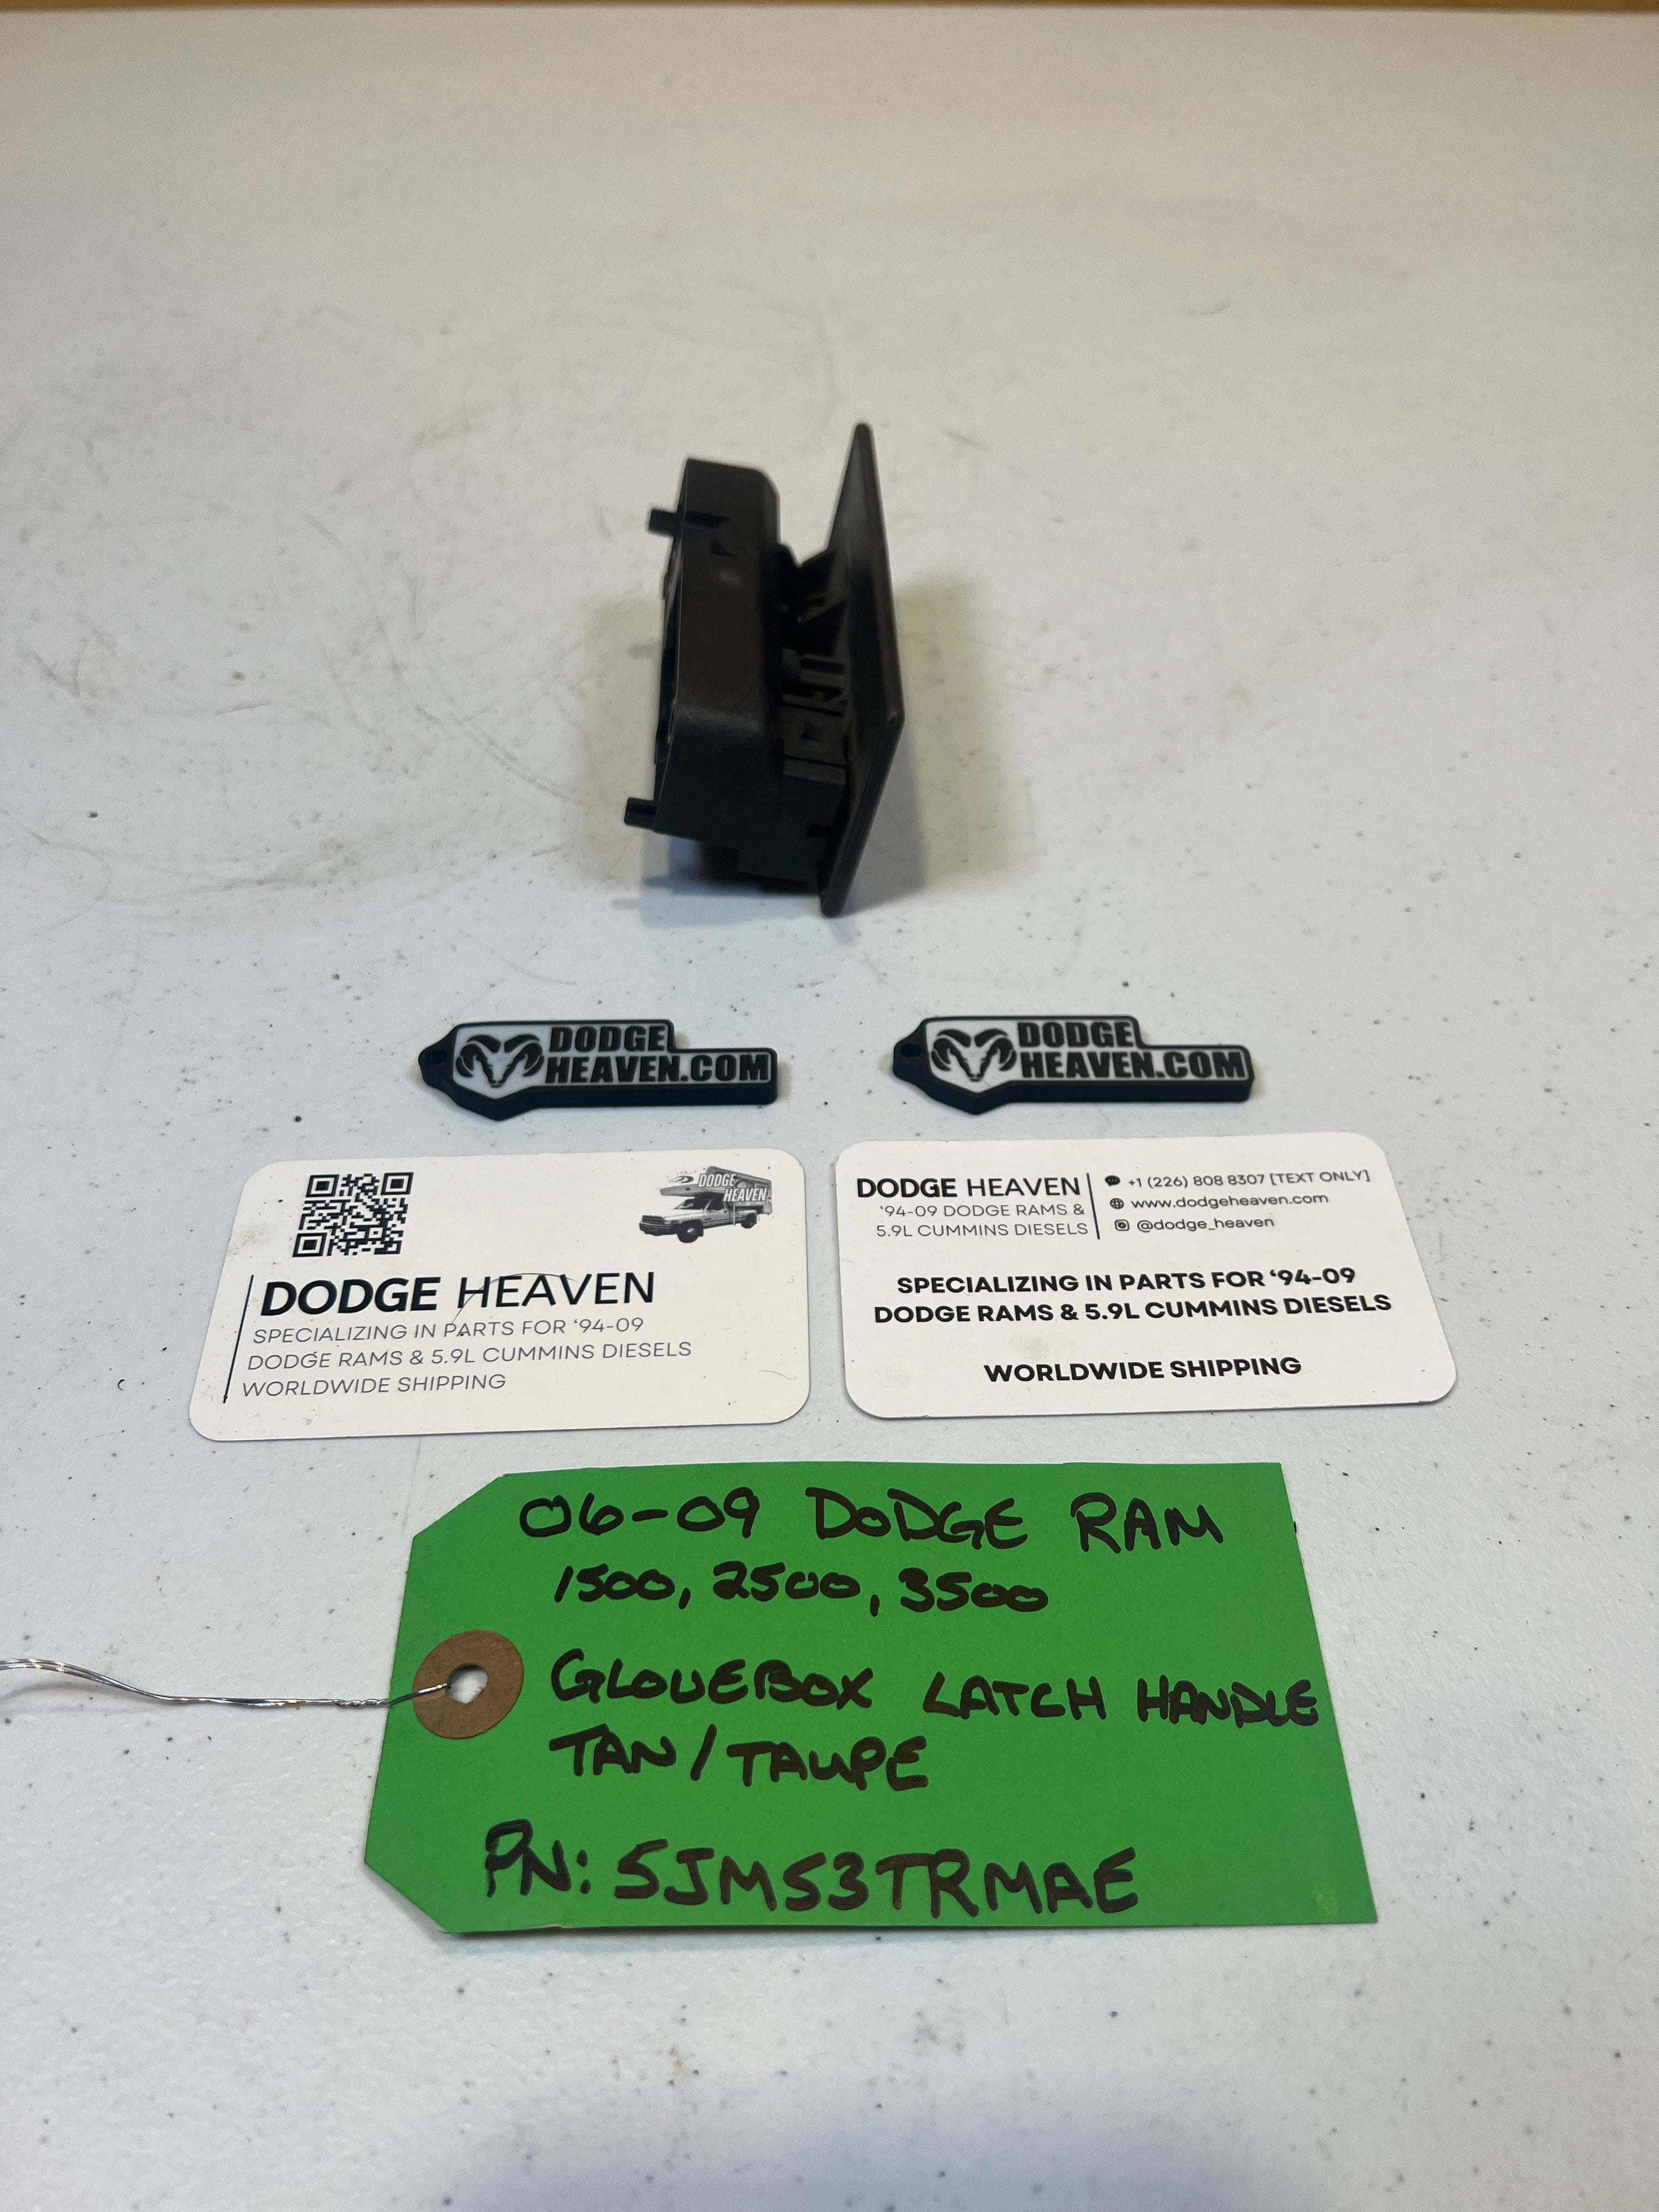 DODGE
HEAVEN.COM
DODGE
HEAVEN.COM
DODGE
HEAVEN
DODGE HEAVEN
SPECIALIZING IN PARTS FOR ‘94-09
DODGE RAMS & 5.9L CUMMINS DIESELS
WORLDWIDE SHIPPING
DODGE HEAVEN
‘94-09 DODGE RAMS &
5.9L CUMMINS DIESELS
+1 (226) 808 8307 [TEXT ONLY]
www.dodgeheaven.com
@dodge_heaven
SPECIALIZING IN PARTS FOR ‘94-09
DODGE RAMS & 5.9L CUMMINS DIESELS
WORLDWIDE SHIPPING
06-09 DODGE RAM
1500, 2500, 3500
GLOVEBOX LATCH HANDLE
TAN/TAUPE
PN: 5JM53TRMAE